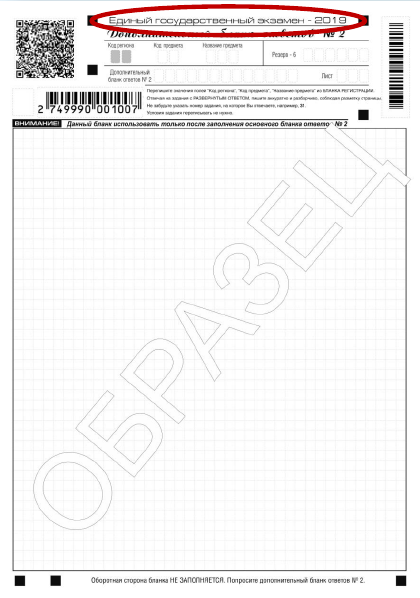 Единый государственный экзамен - 2019
Дополнительный бланк ответов № 2
Код региона Код предмета Название предмета
Резерв - 6
Дополнительный
бланк ответов № 2
Лист
Перепишите значения полей "Код региона", "Код предмета", "Название предмета" из БЛАНКА РЕГИСТРАЦИИ.
Отвечая на задания с РАЗВЕРНУТЫМ ОТВЕТОМ, пишите аккуратно и разборчиво, соблюдая разметку страницы.
Не забудьте указать номер задания, на которое Вы отвечаете, например, 31.
Условия задания переписывать не нужно.
2 749990 001007
ВНИМАНИЕ! Данный бланк использовать только после заполнения основного бланка ответов № 2
ОБРАЗЕЦ
Оборотная сторона бланка НЕ ЗАПОЛНЯЕТСЯ. Попросите дополнительный бланк ответов № 2.